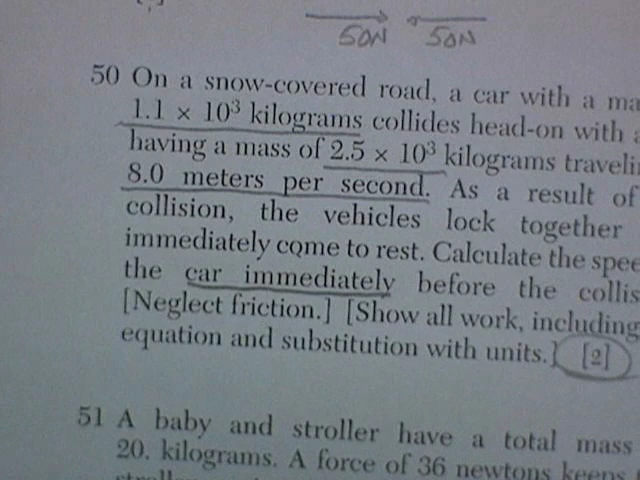 50N 50N
50 On a snow-covered road, a car with a ma
1.1 × 10³ kilograms collides head-on with a
having a mass of 2.5 × 10³ kilograms traveli
8.0 meters per second. As a result of
collision, the vehicles lock together
immediately come to rest. Calculate the spee
the car immediately before the collis
[Neglect friction.] [Show all work, including
equation and substitution with units.] [2]
51 A baby and stroller have a total mass
20. kilograms. A force of 36 newtons keeps